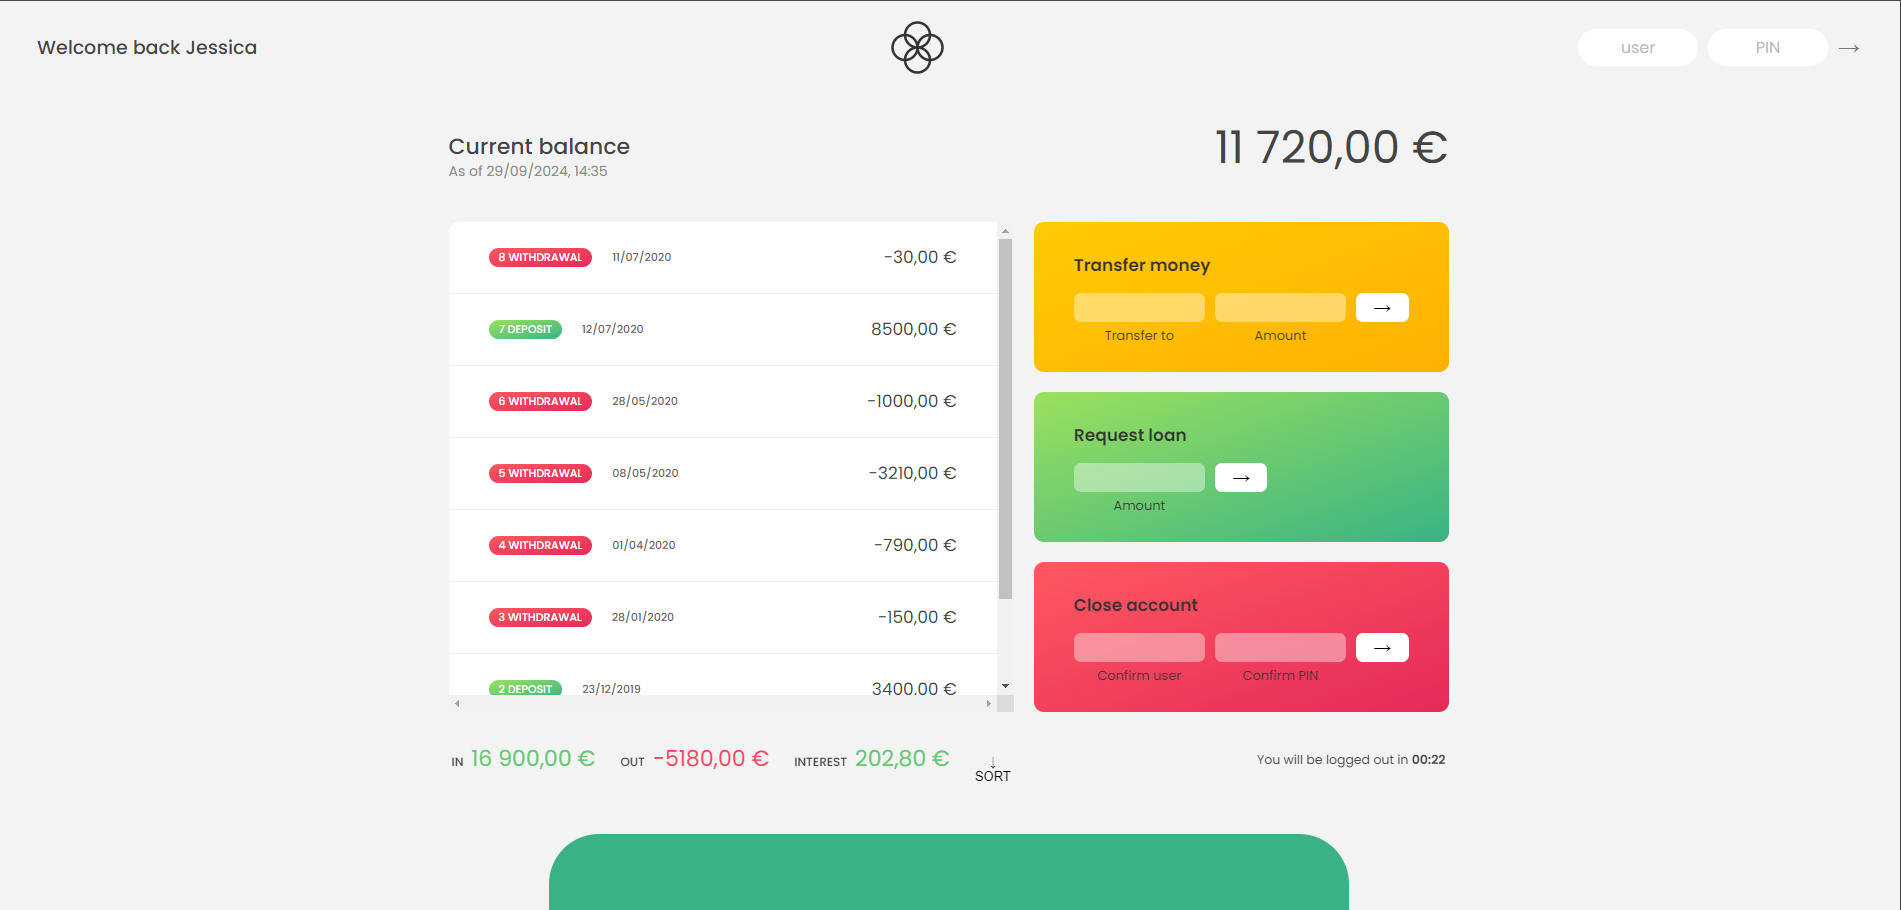 Welcome back Jessica
user
PIN
→
Current balance
As of 29/09/2024, 14:35
11 720,00 €
8 WITHDRAWAL 11/07/2020 -30,00 €
7 DEPOSIT 12/07/2020 8500,00 €
6 WITHDRAWAL 28/05/2020 -1000,00 €
5 WITHDRAWAL 08/05/2020 -3210,00 €
4 WITHDRAWAL 01/04/2020 -790,00 €
3 WITHDRAWAL 28/01/2020 -150,00 €
2 DEPOSIT 23/12/2019 3400,00 €
Transfer money
→
Transfer to Amount
Request loan
→
Amount
Close account
→
Confirm user Confirm PIN
IN 16 900,00 € OUT -5180,00 € INTEREST 202,80 €
↓
SORT
You will be logged out in 00:22